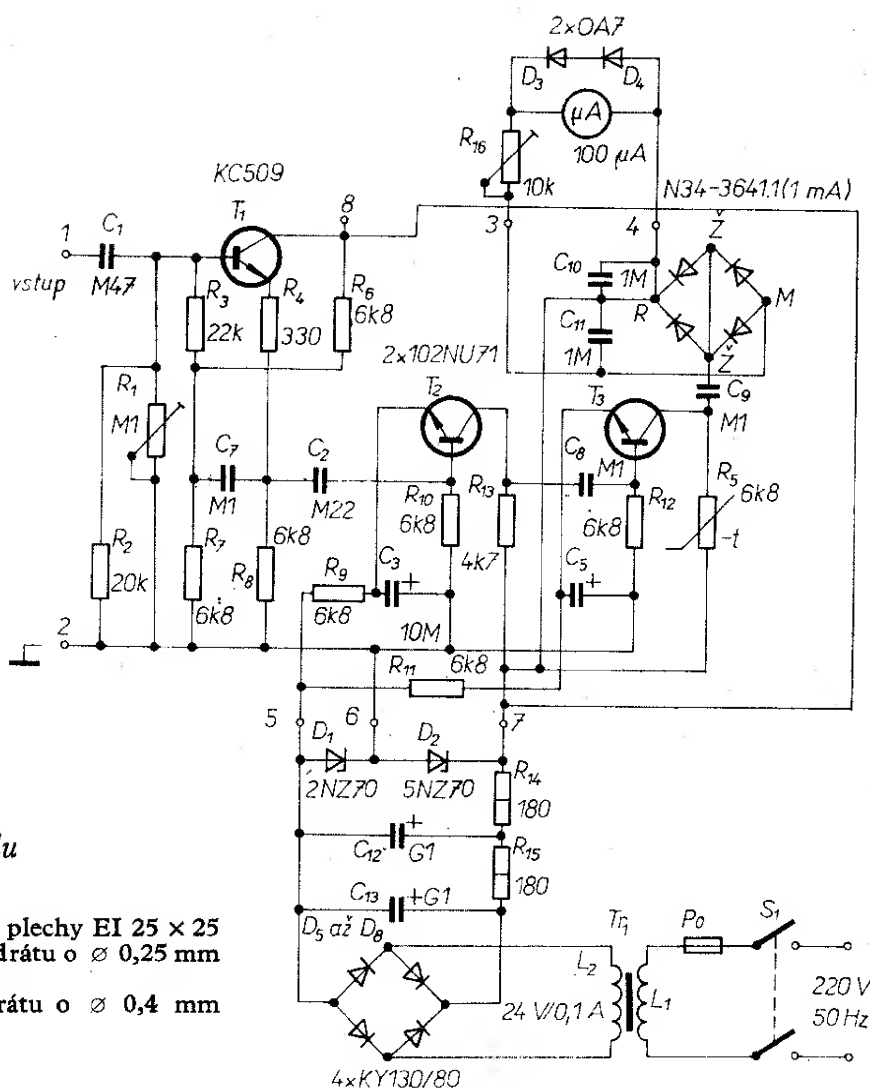 2×OA7
D3
D4
μA
100 μA
R16
10k
KC509
N34-3641.1(1 mA)
T1
8
3
4
Ž
1
C1
vstup
M47
R3
22k
R4
330
R6
6k8
C10
1M
R
M
C11
1M
Ž
2×102NU71
T2
T3
C9
M1
R1
M1
C7
M1
C2
M22
R10
6k8
R13
4k7
C8
M1
R12
6k8
R5
6k8
-t
R2
20k
R7
6k8
6k8
R8
R9
6k8
C3
+
10M
C5
+
2
R11
6k8
5
6
7
D1
2NZ70
D2
5NZ70
R14
180
C12
+
G1
R15
180
C13
+G1
du
plechy EI 25 × 25
drátu o ⌀ 0,25 mm
rátu o ⌀ 0,4 mm
D5 až D8
Tr1
Po
S1
L2
L1
24 V/0,1 A
220 V
50 Hz
4×KY130/80